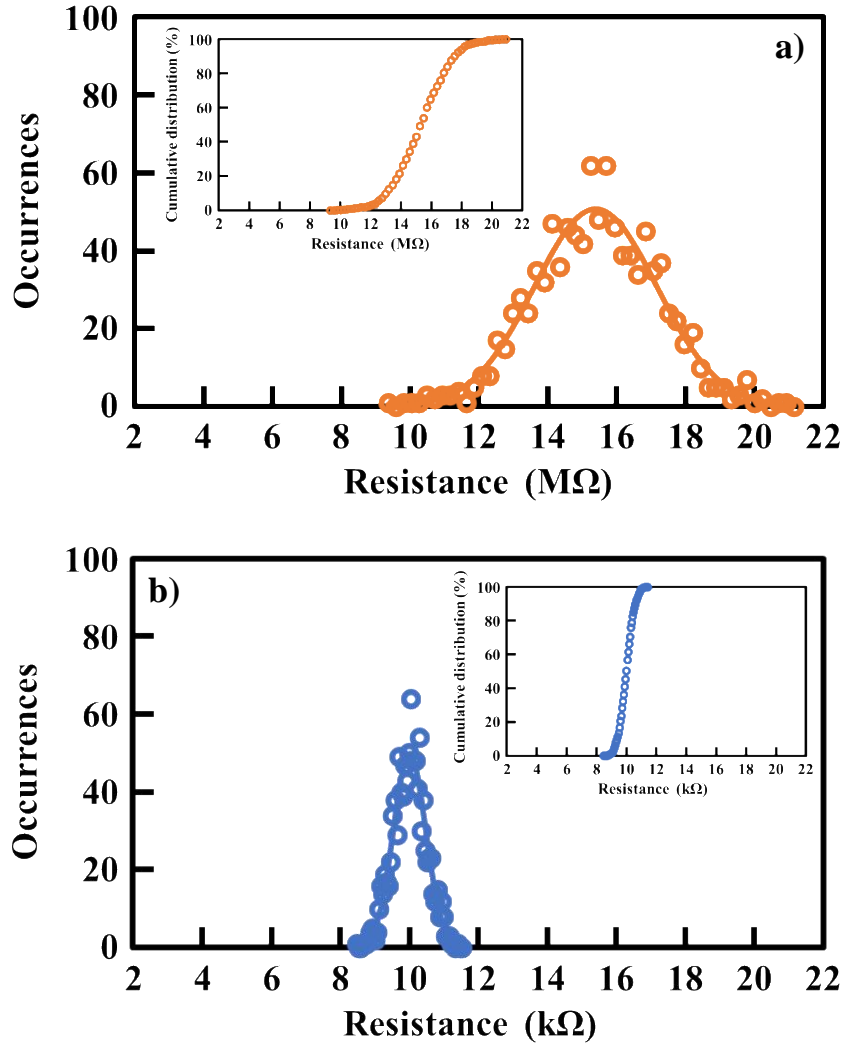 a)
100
80
60
40
20
0
Occurrences
2 4 6 8 10 12 14 16 18 20 22
Resistance (MΩ)
100
80
60
40
20
0
Cumulative distribution (%)
2 4 6 8 10 12 14 16 18 20 22
Resistance (MΩ)
b)
100
80
60
40
20
0
Occurrences
2 4 6 8 10 12 14 16 18 20 22
Resistance (kΩ)
100
80
60
40
20
0
Cumulative distribution (%)
2 4 6 8 10 12 14 16 18 20 22
Resistance (kΩ)